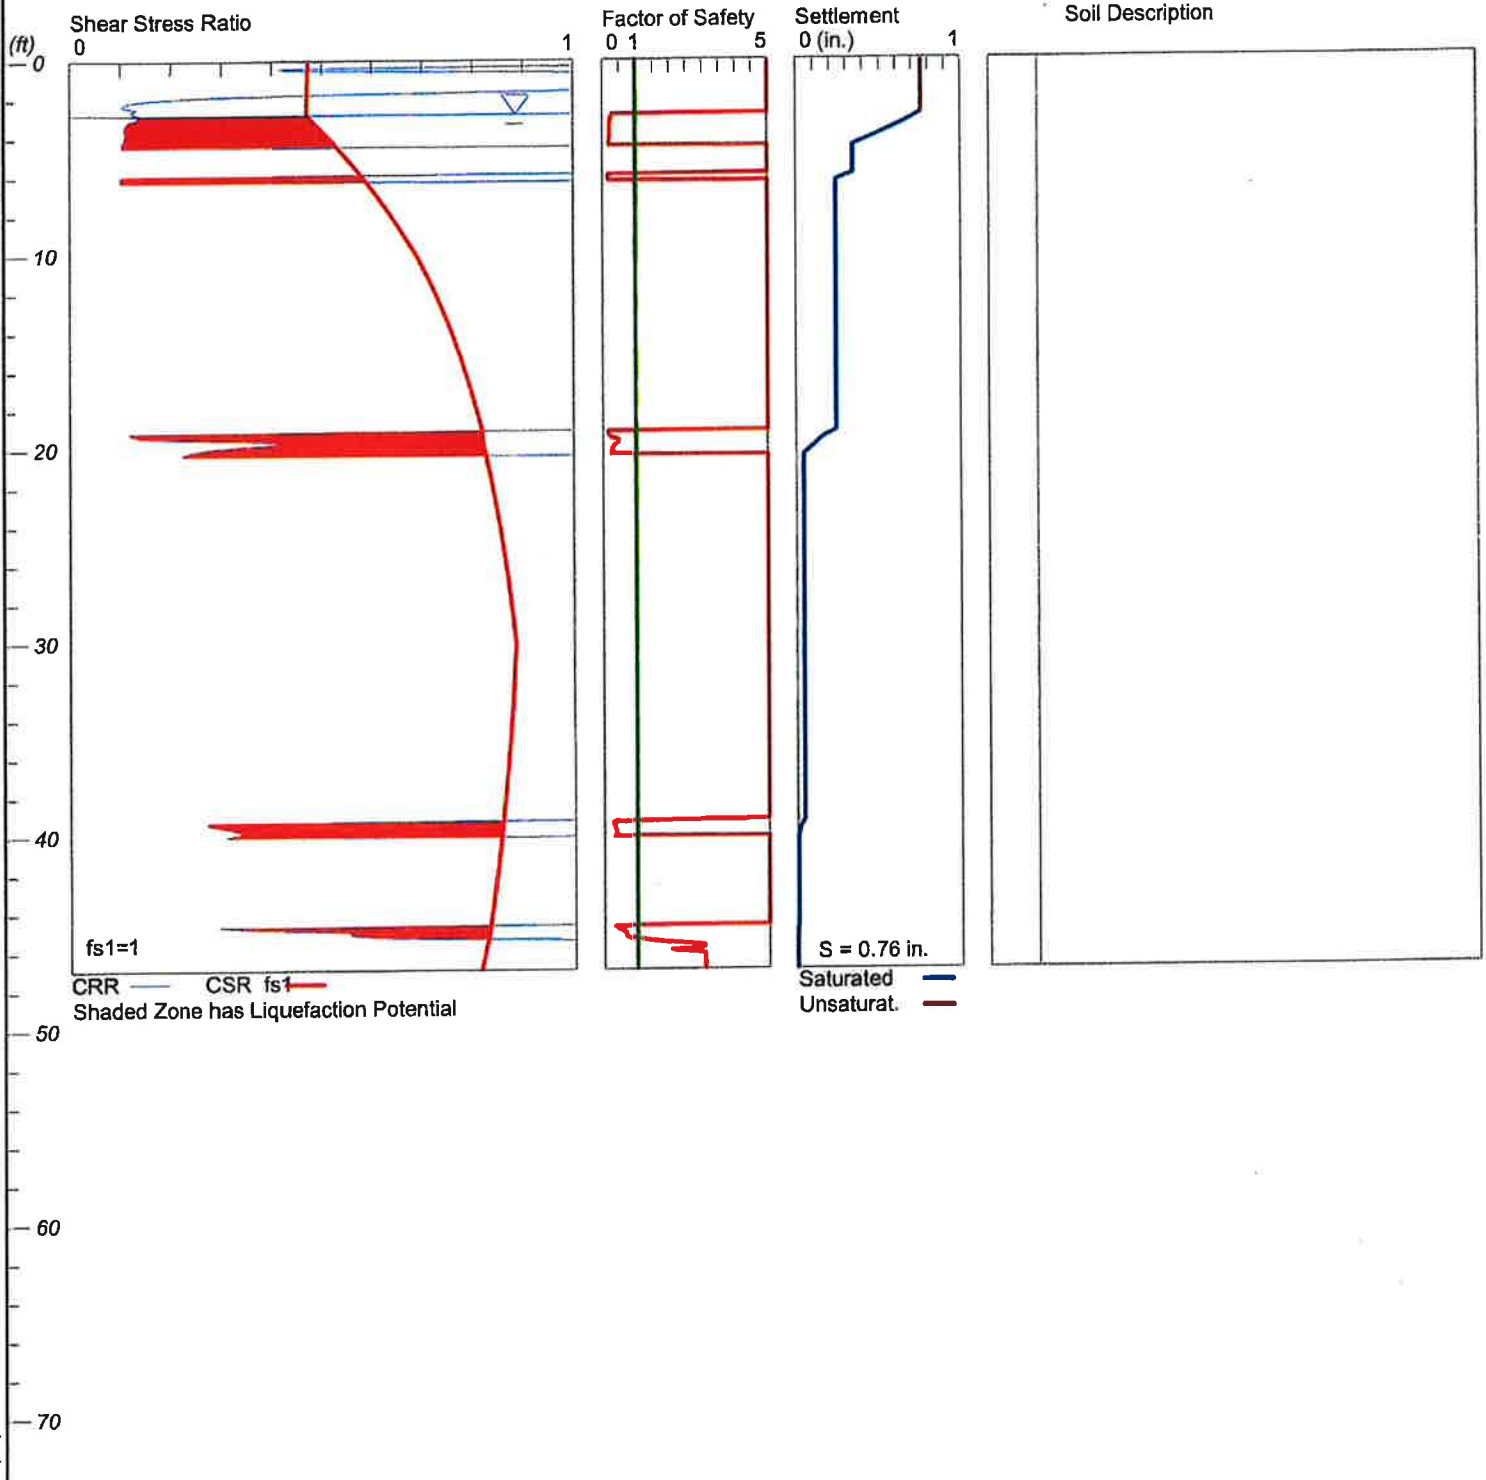 Shear Stress Ratio
Factor of Safety
Settlement
Soil Description
(ft)
0
1
0 1
5
0 (in.)
1
0
10
20
30
40
50
60
70
fs1=1
S = 0.76 in.
CRR
CSR fs1
Shaded Zone has Liquefaction Potential
Saturated
Unsaturat.